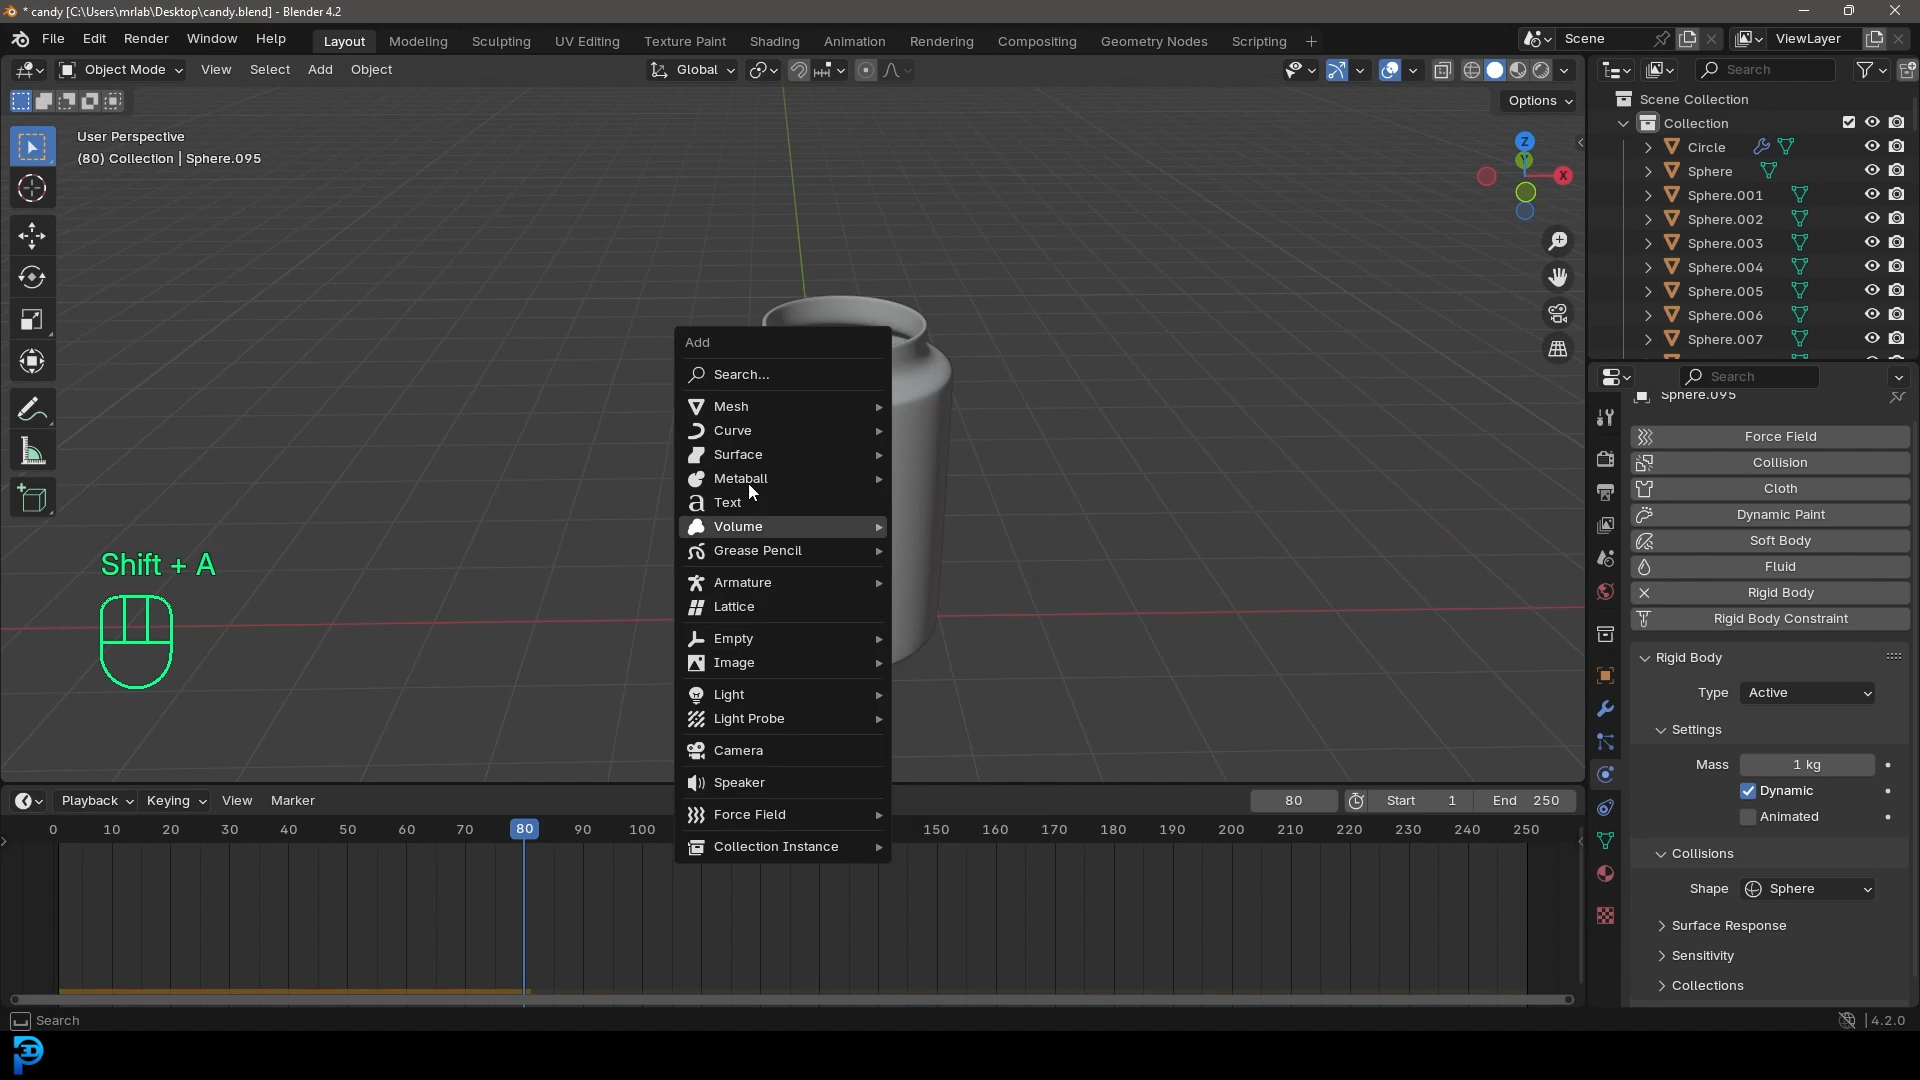 * candy [C:\Users\mrlab\Desktop\candy.blend] - Blender 4.2
File Edit Render Window Help Layout Modeling Sculpting UV Editing Texture Paint Shading Animation Rendering Compositing Geometry Nodes Scripting + Scene ViewLayer
Object Mode View Select Add Object Global Search
Options
User Perspective
(80) Collection | Sphere.095
Z
Y
X
Scene Collection
Collection
Circle
Sphere
Sphere.001
Sphere.002
Sphere.003
Sphere.004
Sphere.005
Sphere.006
Sphere.007
Add
Search...
Mesh
Curve
Surface
Metaball
Text
Volume
Grease Pencil
Armature
Lattice
Empty
Image
Light
Light Probe
Camera
Speaker
Force Field
Collection Instance
Shift + A
Search
Sphere.095
Force Field
Collision
Cloth
Dynamic Paint
Soft Body
Fluid
Rigid Body
Rigid Body Constraint
Rigid Body
Type Active
Settings
Mass 1 kg
Dynamic
Animated
Collisions
Shape Sphere
Surface Response
Sensitivity
Collections
Playback Keying View Marker 80 Start 1 End 250
0 10 20 30 40 50 60 70 80 90 100 150 160 170 180 190 200 210 220 230 240 250
Search 4.2.0